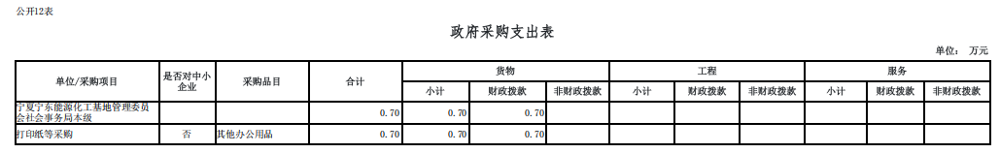 公开12表
政府采购支出表
单位： 万元
单位/采购项目 是否对中小企业 采购品目 合计 货物 工程 服务
小计 财政拨款 非财政拨款 小计 财政拨款 非财政拨款 小计 财政拨款 非财政拨款
宁夏宁东能源化工基地管理委员
会社会事务局本级 0.70 0.70 0.70
打印纸等采购 否 其他办公用品 0.70 0.70 0.70